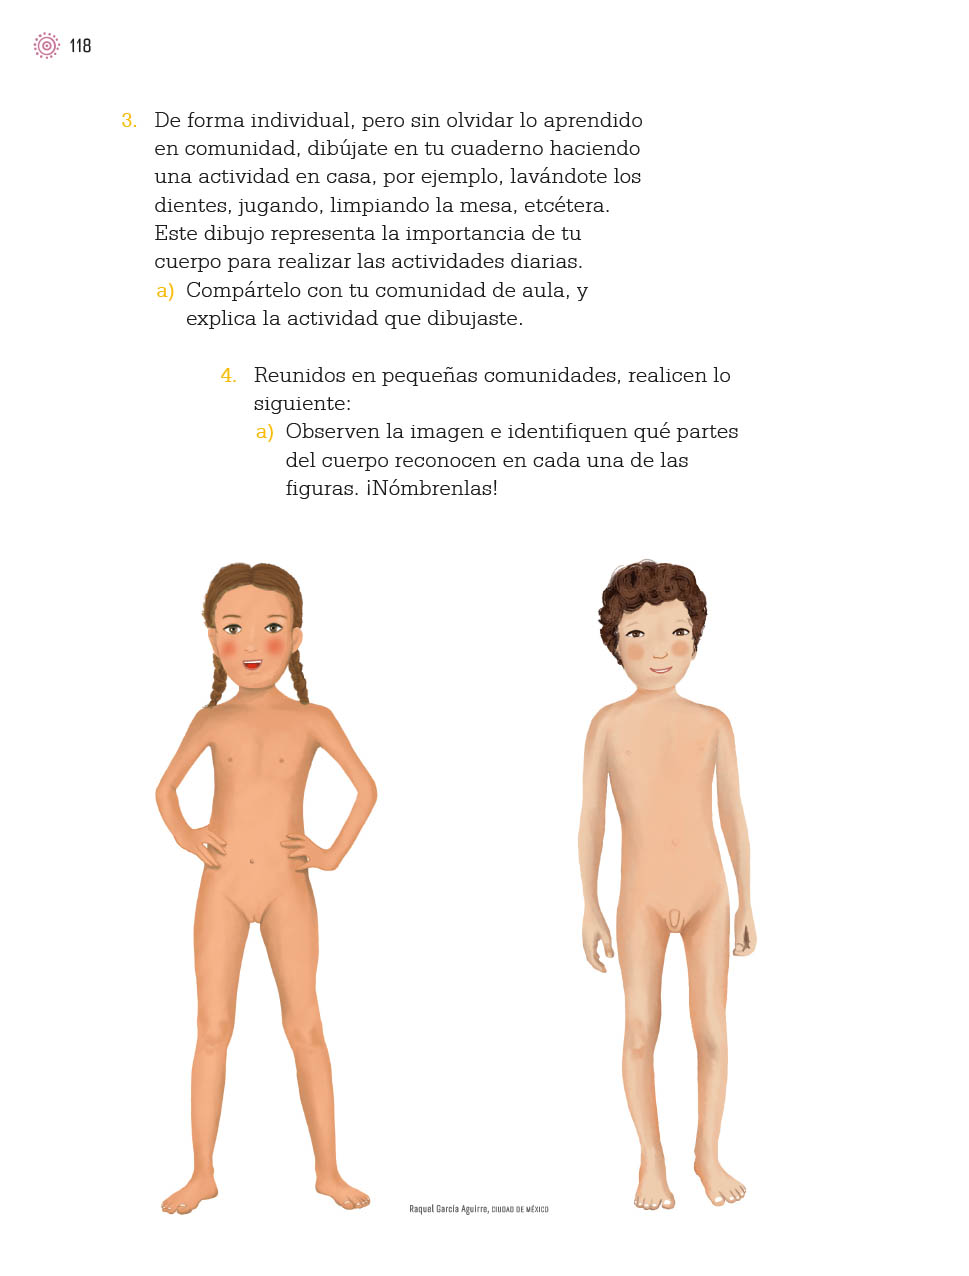 118
3. De forma individual, pero sin olvidar lo aprendido
en comunidad, dibújate en tu cuaderno haciendo
una actividad en casa, por ejemplo, lavándote los
dientes, jugando, limpiando la mesa, etcétera.
Este dibujo representa la importancia de tu
cuerpo para realizar las actividades diarias.
a) Compártelo con tu comunidad de aula, y
explica la actividad que dibujaste.
4. Reunidos en pequeñas comunidades, realicen lo
siguiente:
a) Observen la imagen e identifiquen qué partes
del cuerpo reconocen en cada una de las
figuras. ¡Nómbrenlas!
Raquel García Aguirre, CIUDAD DE MÉXICO